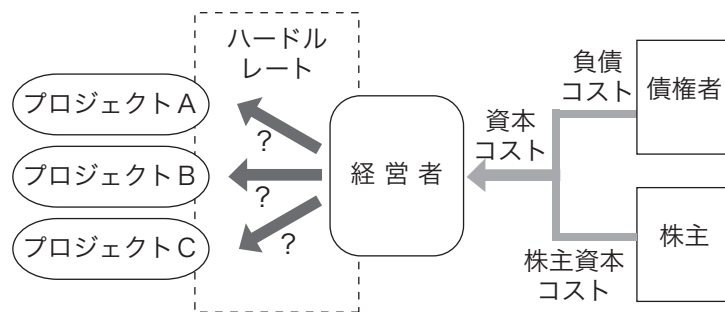 ハードル
レート
プロジェクトA
プロジェクトB
プロジェクトC
?
?
?
経営者
資本
コスト
負債
コスト
債権者
株主資本
コスト
株主